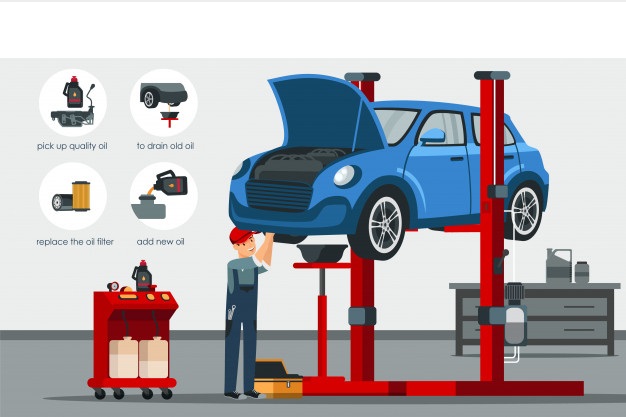 pick up quality oil
to drain old oil
replace the oil filter
add new oil